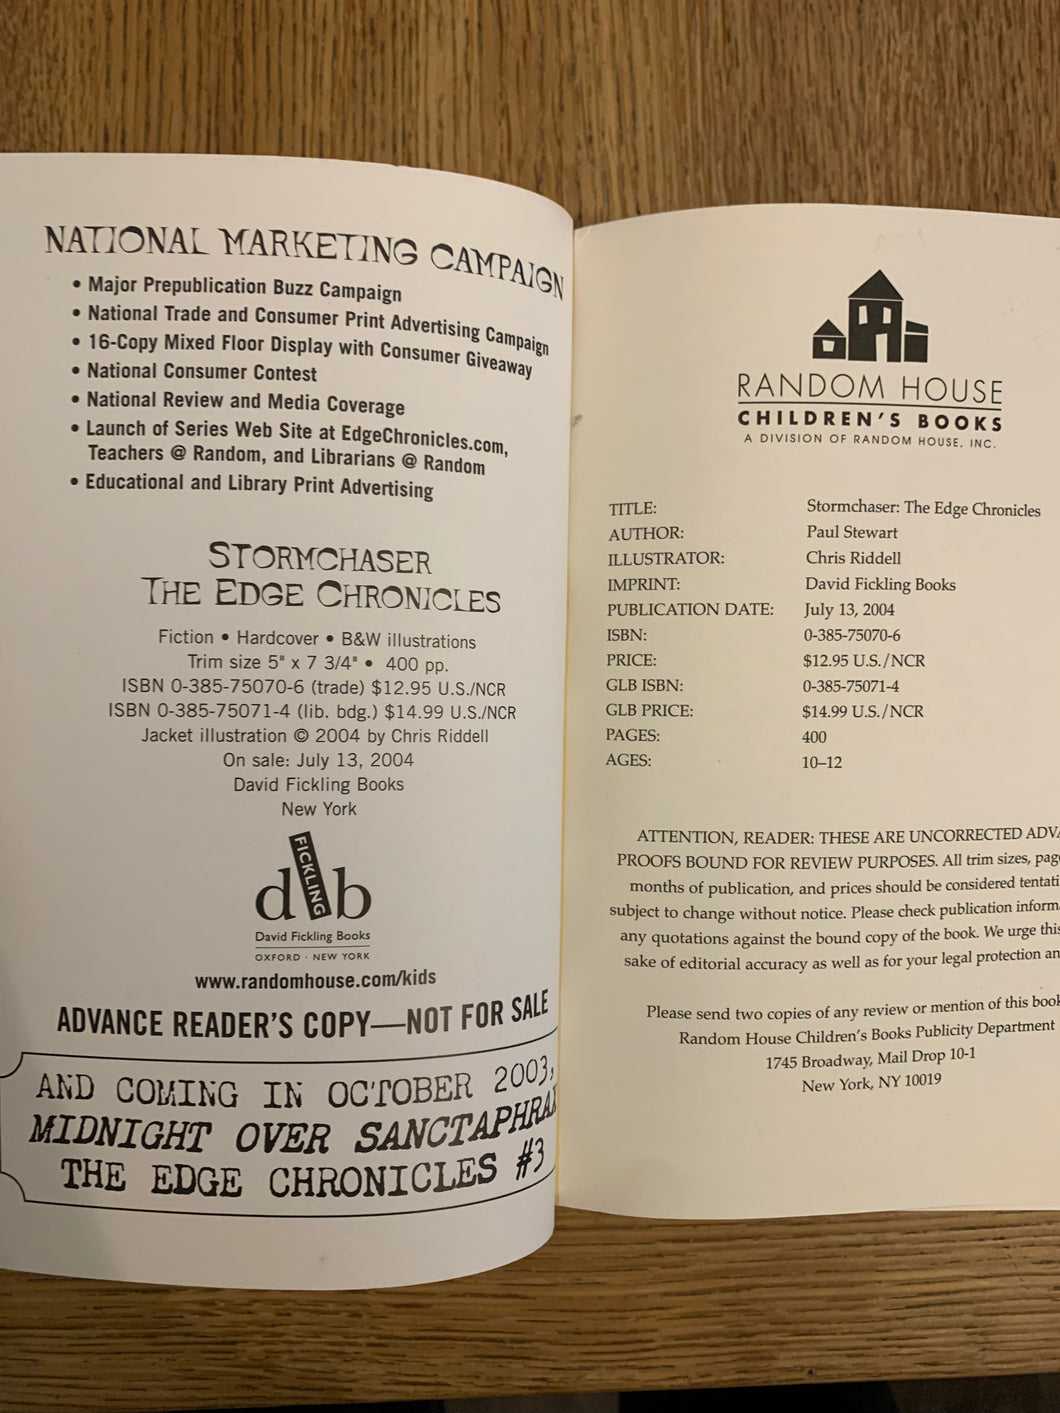 NATIONAL MARKETING CAMPAIGN
• Major Prepublication Buzz Campaign
• National Trade and Consumer Print Advertising Campaign
• 16-Copy Mixed Floor Display with Consumer Giveaway
• National Consumer Contest
• National Review and Media Coverage
• Launch of Series Web Site at EdgeChronicles.com,
Teachers @ Random, and Librarians @ Random
• Educational and Library Print Advertising
STORMCHASER
THE EDGE CHRONICLES
Fiction • Hardcover • B&W illustrations
Trim size 5" x 7 3/4" • 400 pp.
ISBN 0-385-75070-6 (trade) $12.95 U.S./NCR
ISBN 0-385-75071-4 (lib. bdg.) $14.99 U.S./NCR
Jacket illustration © 2004 by Chris Riddell
On sale: July 13, 2004
David Fickling Books
New York
d FICKLING b
David Fickling Books
OXFORD · NEW YORK
www.randomhouse.com/kids
ADVANCE READER'S COPY—NOT FOR SALE
AND COMING IN OCTOBER 2003,
MIDNIGHT OVER SANCTAPHRAX
THE EDGE CHRONICLES #3
RANDOM HOUSE
CHILDREN'S BOOKS
A DIVISION OF RANDOM HOUSE, INC.
TITLE: Stormchaser: The Edge Chronicles
AUTHOR: Paul Stewart
ILLUSTRATOR: Chris Riddell
IMPRINT: David Fickling Books
PUBLICATION DATE: July 13, 2004
ISBN: 0-385-75070-6
PRICE: $12.95 U.S./NCR
GLB ISBN: 0-385-75071-4
GLB PRICE: $14.99 U.S./NCR
PAGES: 400
AGES: 10–12
ATTENTION, READER: THESE ARE UNCORRECTED
PROOFS BOUND FOR REVIEW PURPOSES. All trim sizes,
months of publication, and prices should be considered
subject to change without notice. Please check publication
any quotations against the bound copy of the book. We urge this
sake of editorial accuracy as well as for your legal protection
Please send two copies of any review or mention of this book
Random House Children's Books Publicity Department
1745 Broadway, Mail Drop 10-1
New York, NY 10019